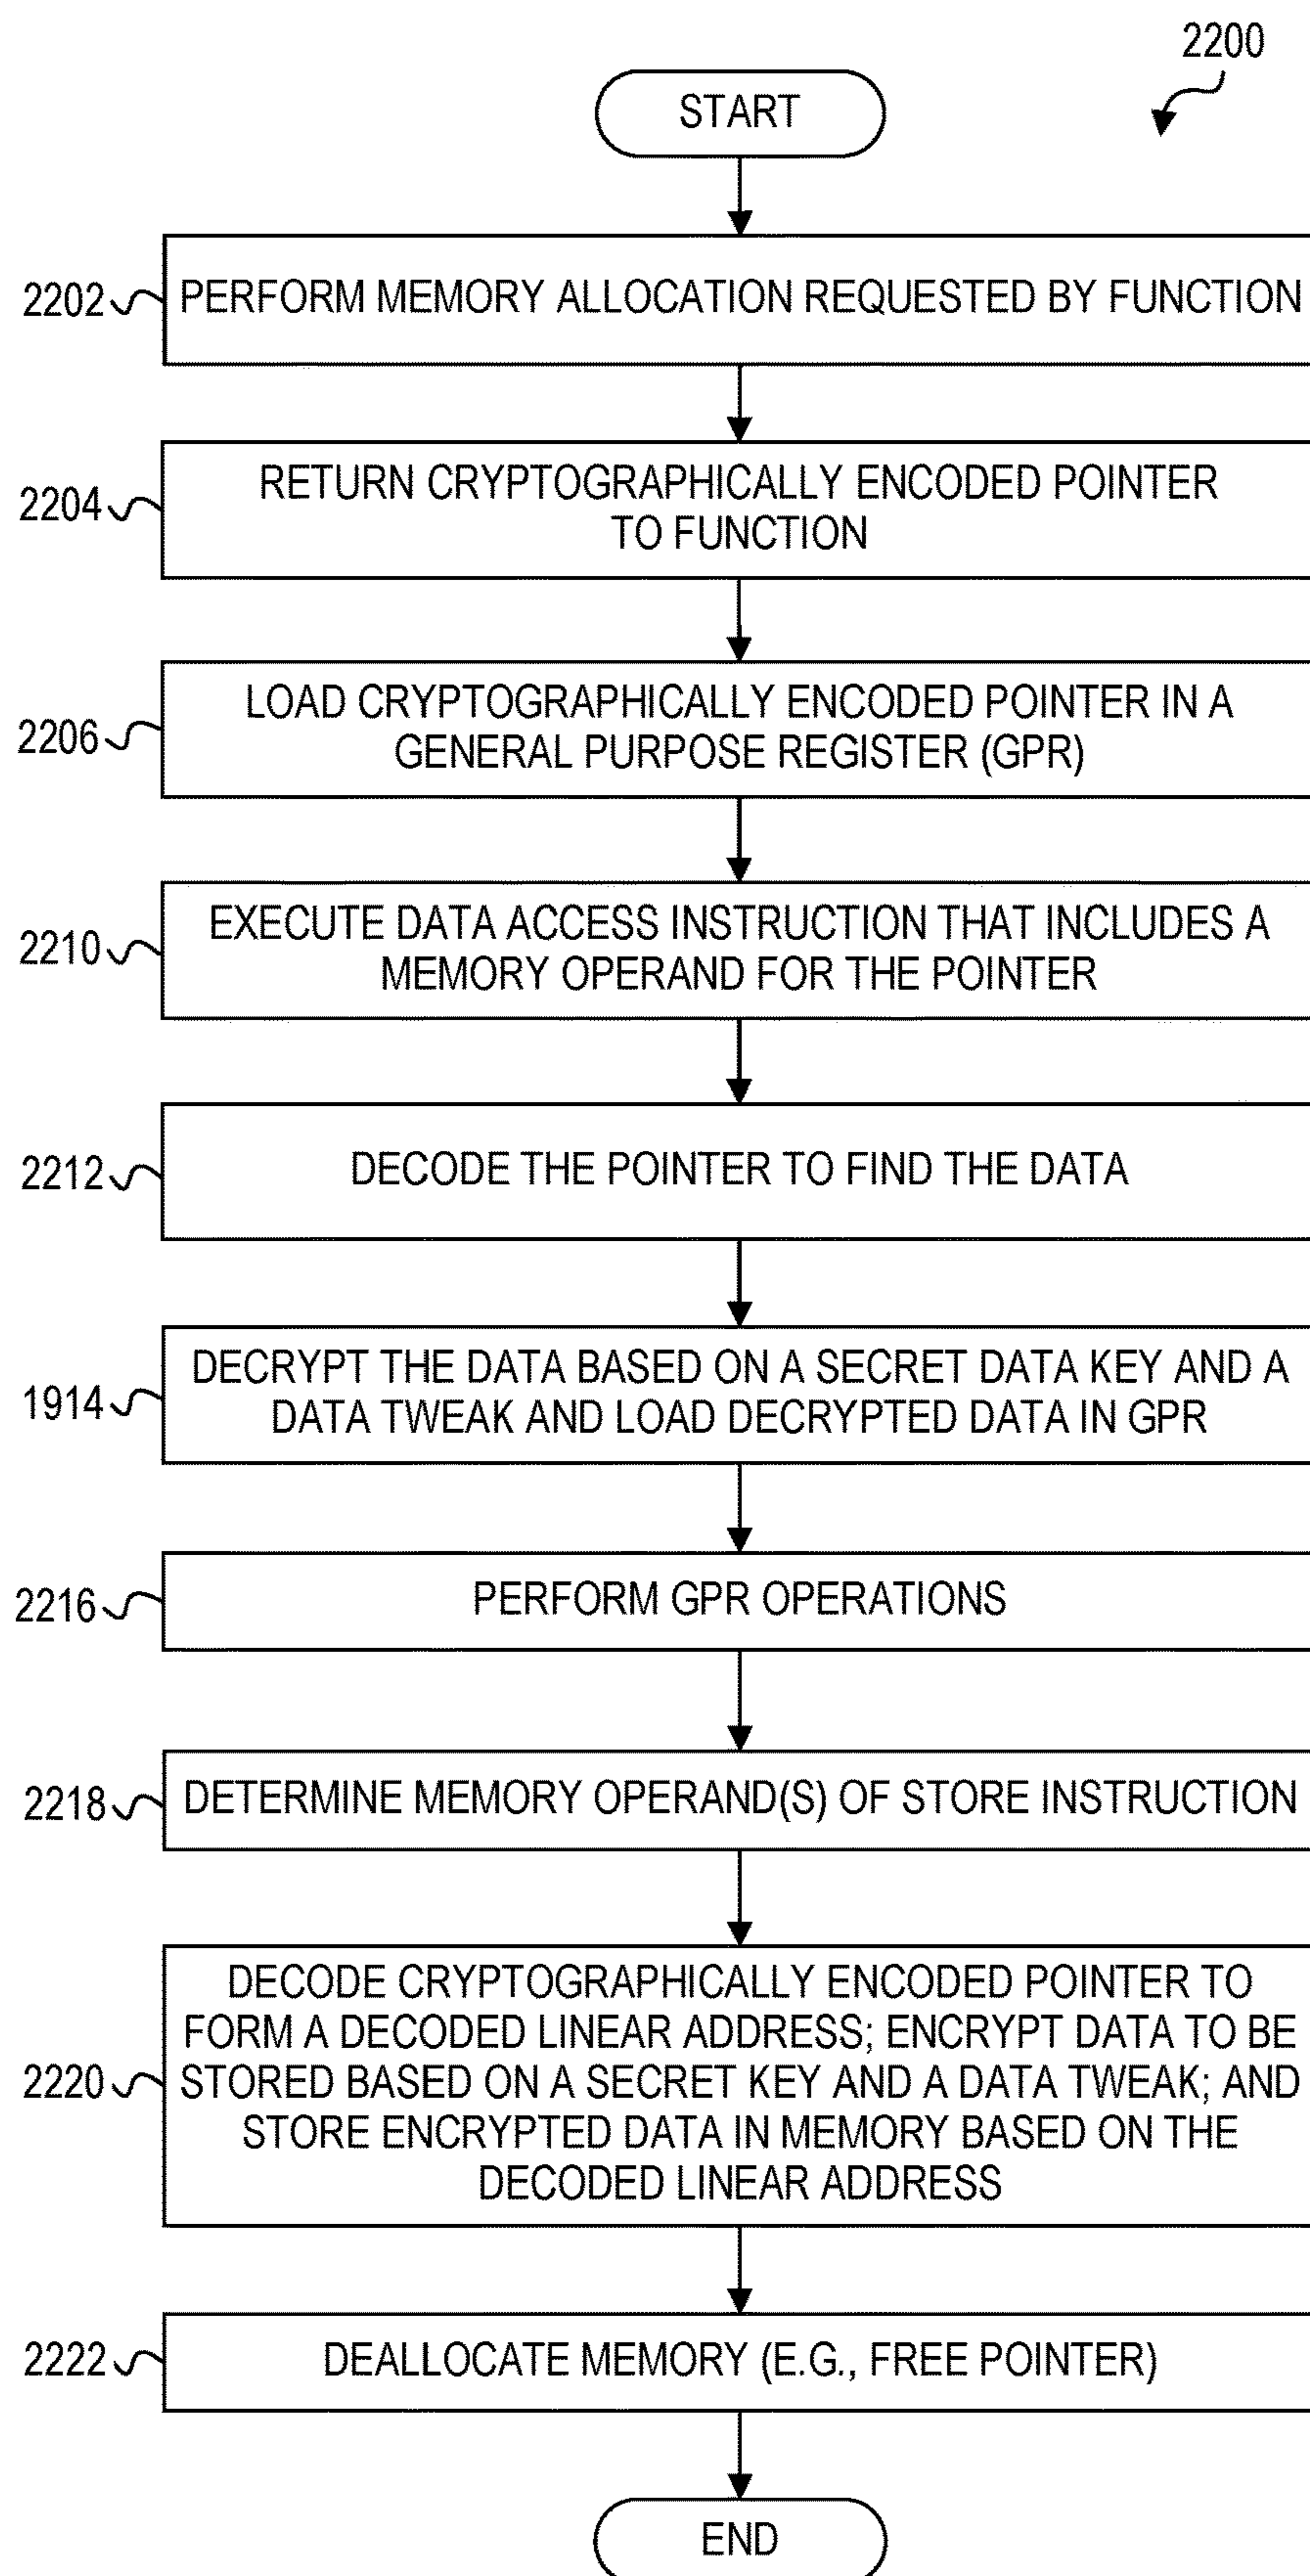 2200
START
2202
PERFORM MEMORY ALLOCATION REQUESTED BY FUNCTION
2204
RETURN CRYPTOGRAPHICALLY ENCODED POINTER
TO FUNCTION
2206
LOAD CRYPTOGRAPHICALLY ENCODED POINTER IN A
GENERAL PURPOSE REGISTER (GPR)
2210
EXECUTE DATA ACCESS INSTRUCTION THAT INCLUDES A
MEMORY OPERAND FOR THE POINTER
2212
DECODE THE POINTER TO FIND THE DATA
1914
DECRYPT THE DATA BASED ON A SECRET DATA KEY AND A
DATA TWEAK AND LOAD DECRYPTED DATA IN GPR
2216
PERFORM GPR OPERATIONS
2218
DETERMINE MEMORY OPERAND(S) OF STORE INSTRUCTION
2220
DECODE CRYPTOGRAPHICALLY ENCODED POINTER TO
FORM A DECODED LINEAR ADDRESS; ENCRYPT DATA TO BE
STORED BASED ON A SECRET KEY AND A DATA TWEAK; AND
STORE ENCRYPTED DATA IN MEMORY BASED ON THE
DECODED LINEAR ADDRESS
2222
DEALLOCATE MEMORY (E.G., FREE POINTER)
END